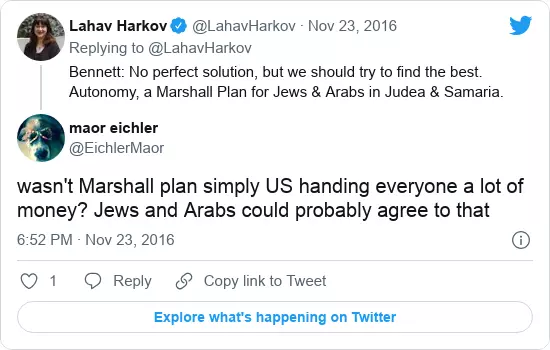 Lahav Harkov @LahavHarkov · Nov 23, 2016
Replying to @LahavHarkov
Bennett: No perfect solution, but we should try to find the best.
Autonomy, a Marshall Plan for Jews & Arabs in Judea & Samaria.
maor eichler
@EichlerMaor
wasn't Marshall plan simply US handing everyone a lot of
money? Jews and Arabs could probably agree to that
6:52 PM · Nov 23, 2016
1 Reply Copy link to Tweet
Explore what's happening on Twitter